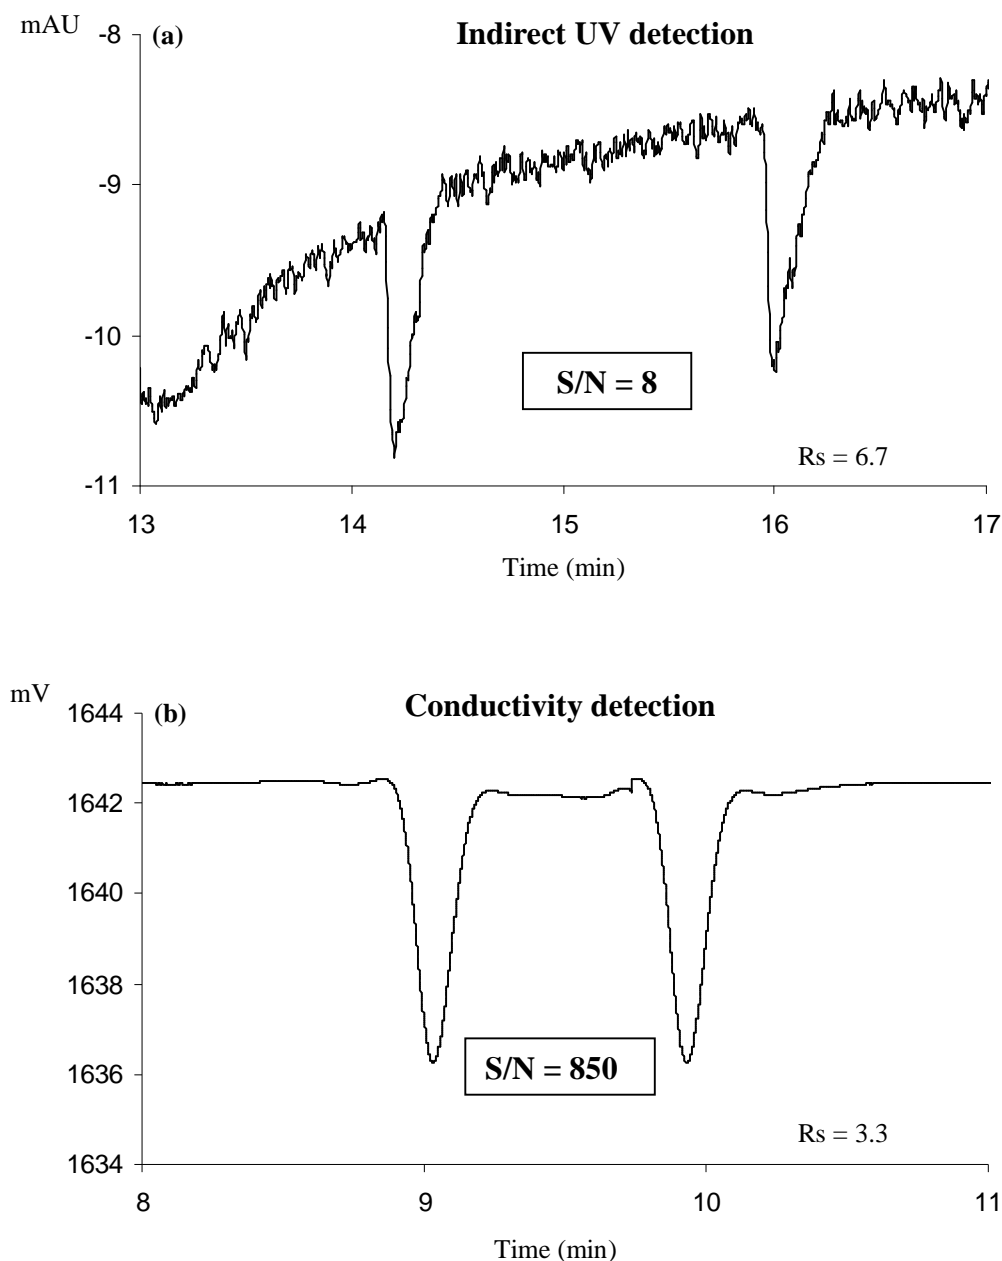 mAU
(a)
Indirect UV detection
-8
-9
-10
-11
S/N = 8
Rs = 6.7
13 14 15 16 17
Time (min)
mV
(b)
Conductivity detection
1644
1642
1640
1638
1636
1634
S/N = 850
Rs = 3.3
8 9 10 11
Time (min)